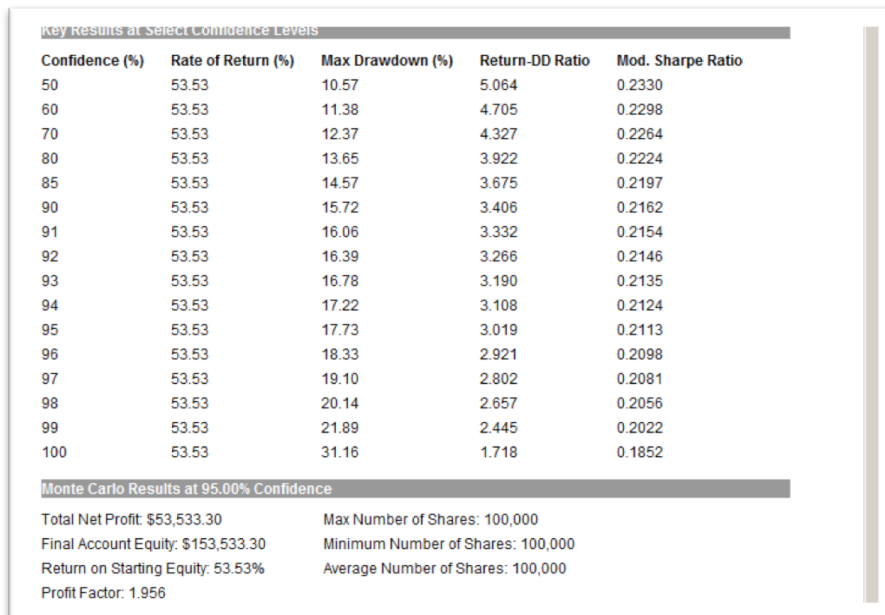 Key Results at Select Confidence Levels
Confidence (%) Rate of Return (%) Max Drawdown (%) Return-DD Ratio Mod. Sharpe Ratio
50 53.53 10.57 5.064 0.2330
60 53.53 11.38 4.705 0.2298
70 53.53 12.37 4.327 0.2264
80 53.53 13.65 3.922 0.2224
85 53.53 14.57 3.675 0.2197
90 53.53 15.72 3.406 0.2162
91 53.53 16.06 3.332 0.2154
92 53.53 16.39 3.266 0.2146
93 53.53 16.78 3.190 0.2135
94 53.53 17.22 3.108 0.2124
95 53.53 17.73 3.019 0.2113
96 53.53 18.33 2.921 0.2098
97 53.53 19.10 2.802 0.2081
98 53.53 20.14 2.657 0.2056
99 53.53 21.89 2.445 0.2022
100 53.53 31.16 1.718 0.1852
Monte Carlo Results at 95.00% Confidence
Total Net Profit: $53,533.30 Max Number of Shares: 100,000
Final Account Equity: $153,533.30 Minimum Number of Shares: 100,000
Return on Starting Equity: 53.53% Average Number of Shares: 100,000
Profit Factor: 1.956